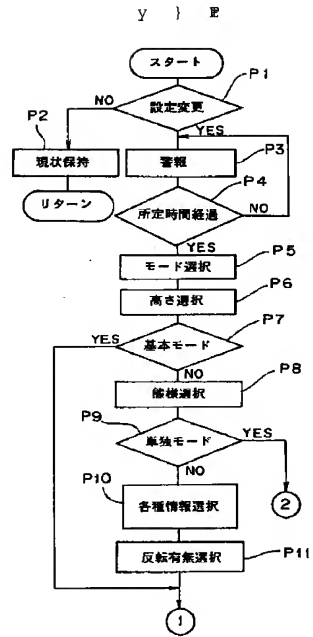 y } E
スタート
P1
設定変更
NO
P2
YES
現状保持
警報
P3
P4
リターン
所定時間経過
NO
YES
モード選択
P5
高さ選択
P6
P7
YES
基本モード
NO
P8
態様選択
P9
単独モード
YES
NO
P10
各種情報選択
2
反転有無選択
P11
1